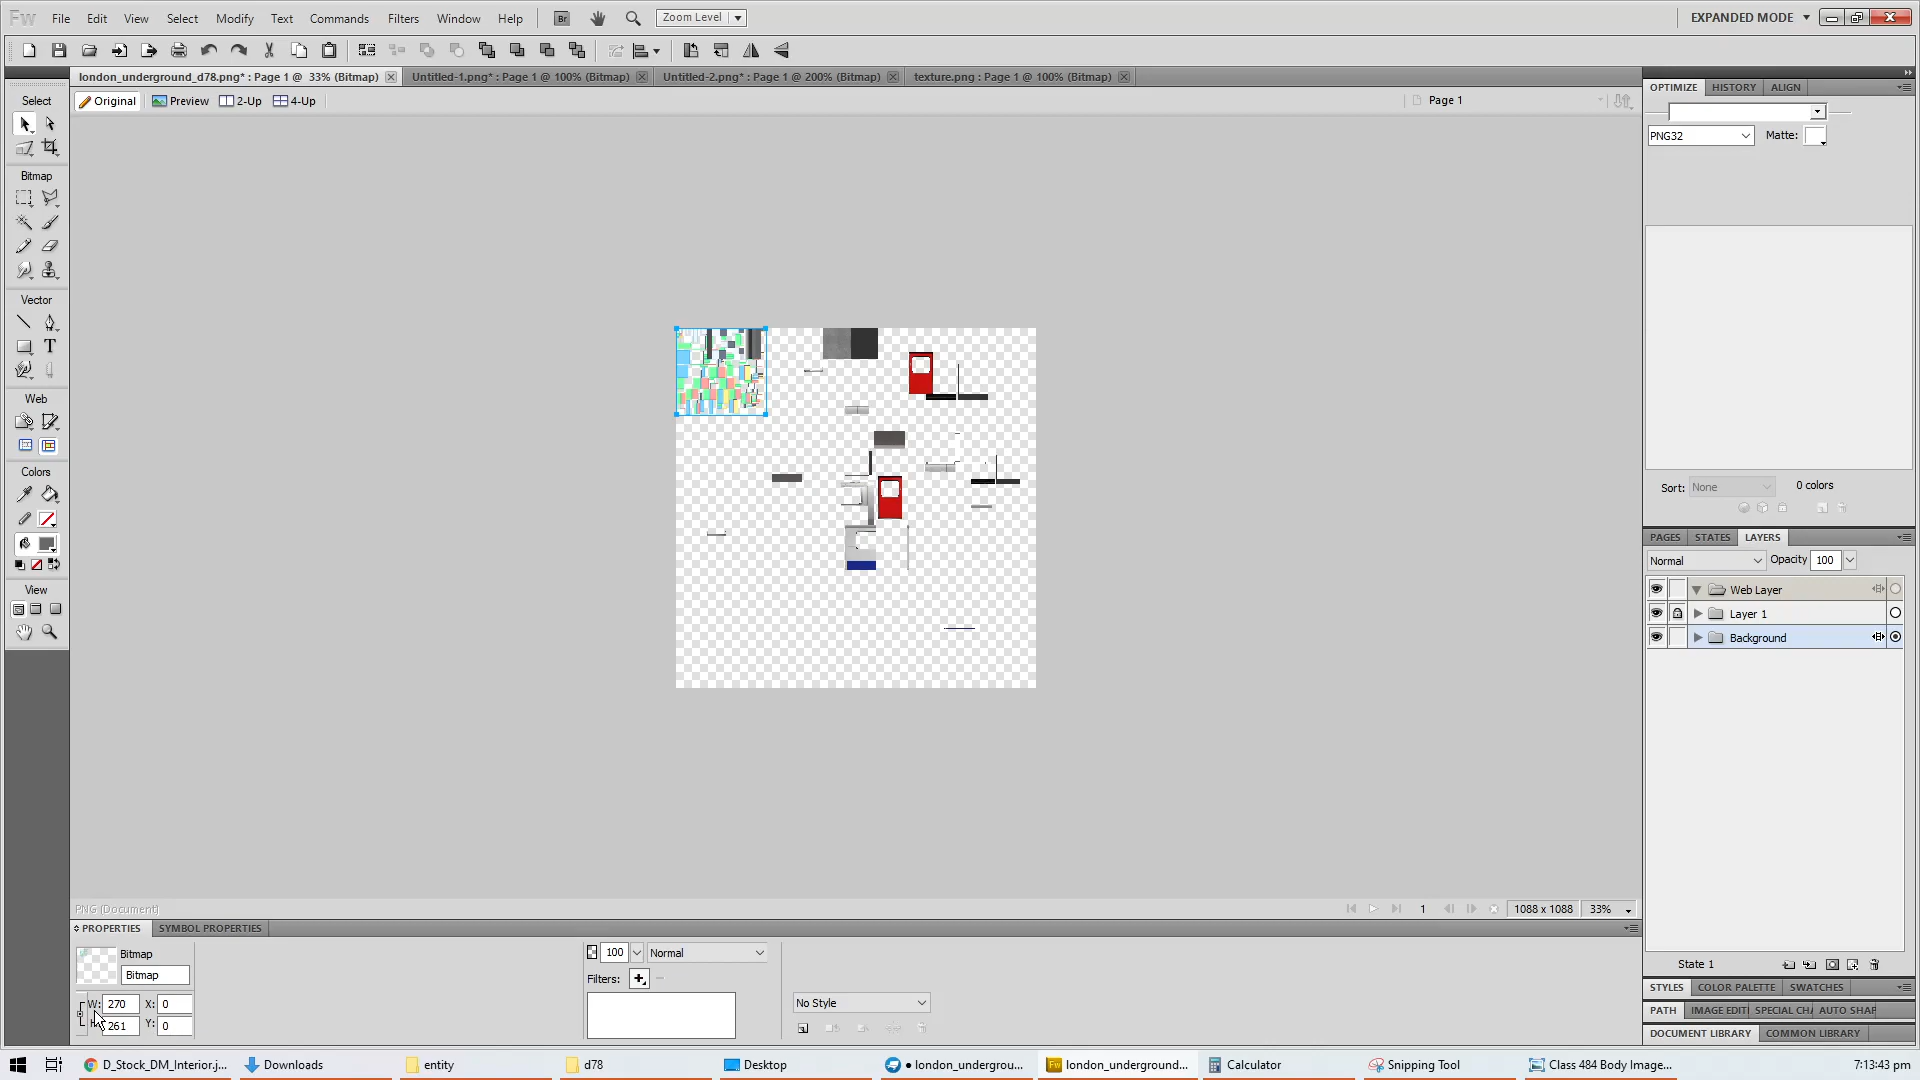 Fw File Edit View Select Modify Text Commands Filters Window Help Br Zoom Level EXPANDED MODE
london_underground_d78.png* : Page 1 @ 33% (Bitmap) Untitled-1.png* : Page 1 @ 100% (Bitmap) Untitled-2.png* : Page 1 @ 200% (Bitmap) texture.png : Page 1 @ 100% (Bitmap)
Original Preview 2-Up 4-Up Page 1
Select
Bitmap
Vector
T
Web
Colors
View
OPTIMIZE HISTORY ALIGN
PNG32 Matte:
Sort: None 0 colors
PAGES STATES LAYERS
Normal Opacity 100
Web Layer
Layer 1
Background
State 1
STYLES COLOR PALETTE SWATCHES
PATH IMAGE EDITI SPECIAL CHA AUTO SHAP
DOCUMENT LIBRARY COMMON LIBRARY
PNG (Document) 1 1088 x 1088 33%
PROPERTIES SYMBOL PROPERTIES
Bitmap
Bitmap
W: 270 X: 0
H: 261 Y: 0
100 Normal
Filters:
No Style
D_Stock_DM_Interior.j... Downloads entity d78 Desktop ● london_undergrou... Fw london_underground... Calculator Snipping Tool Class 484 Body Image... 7:13:43 pm